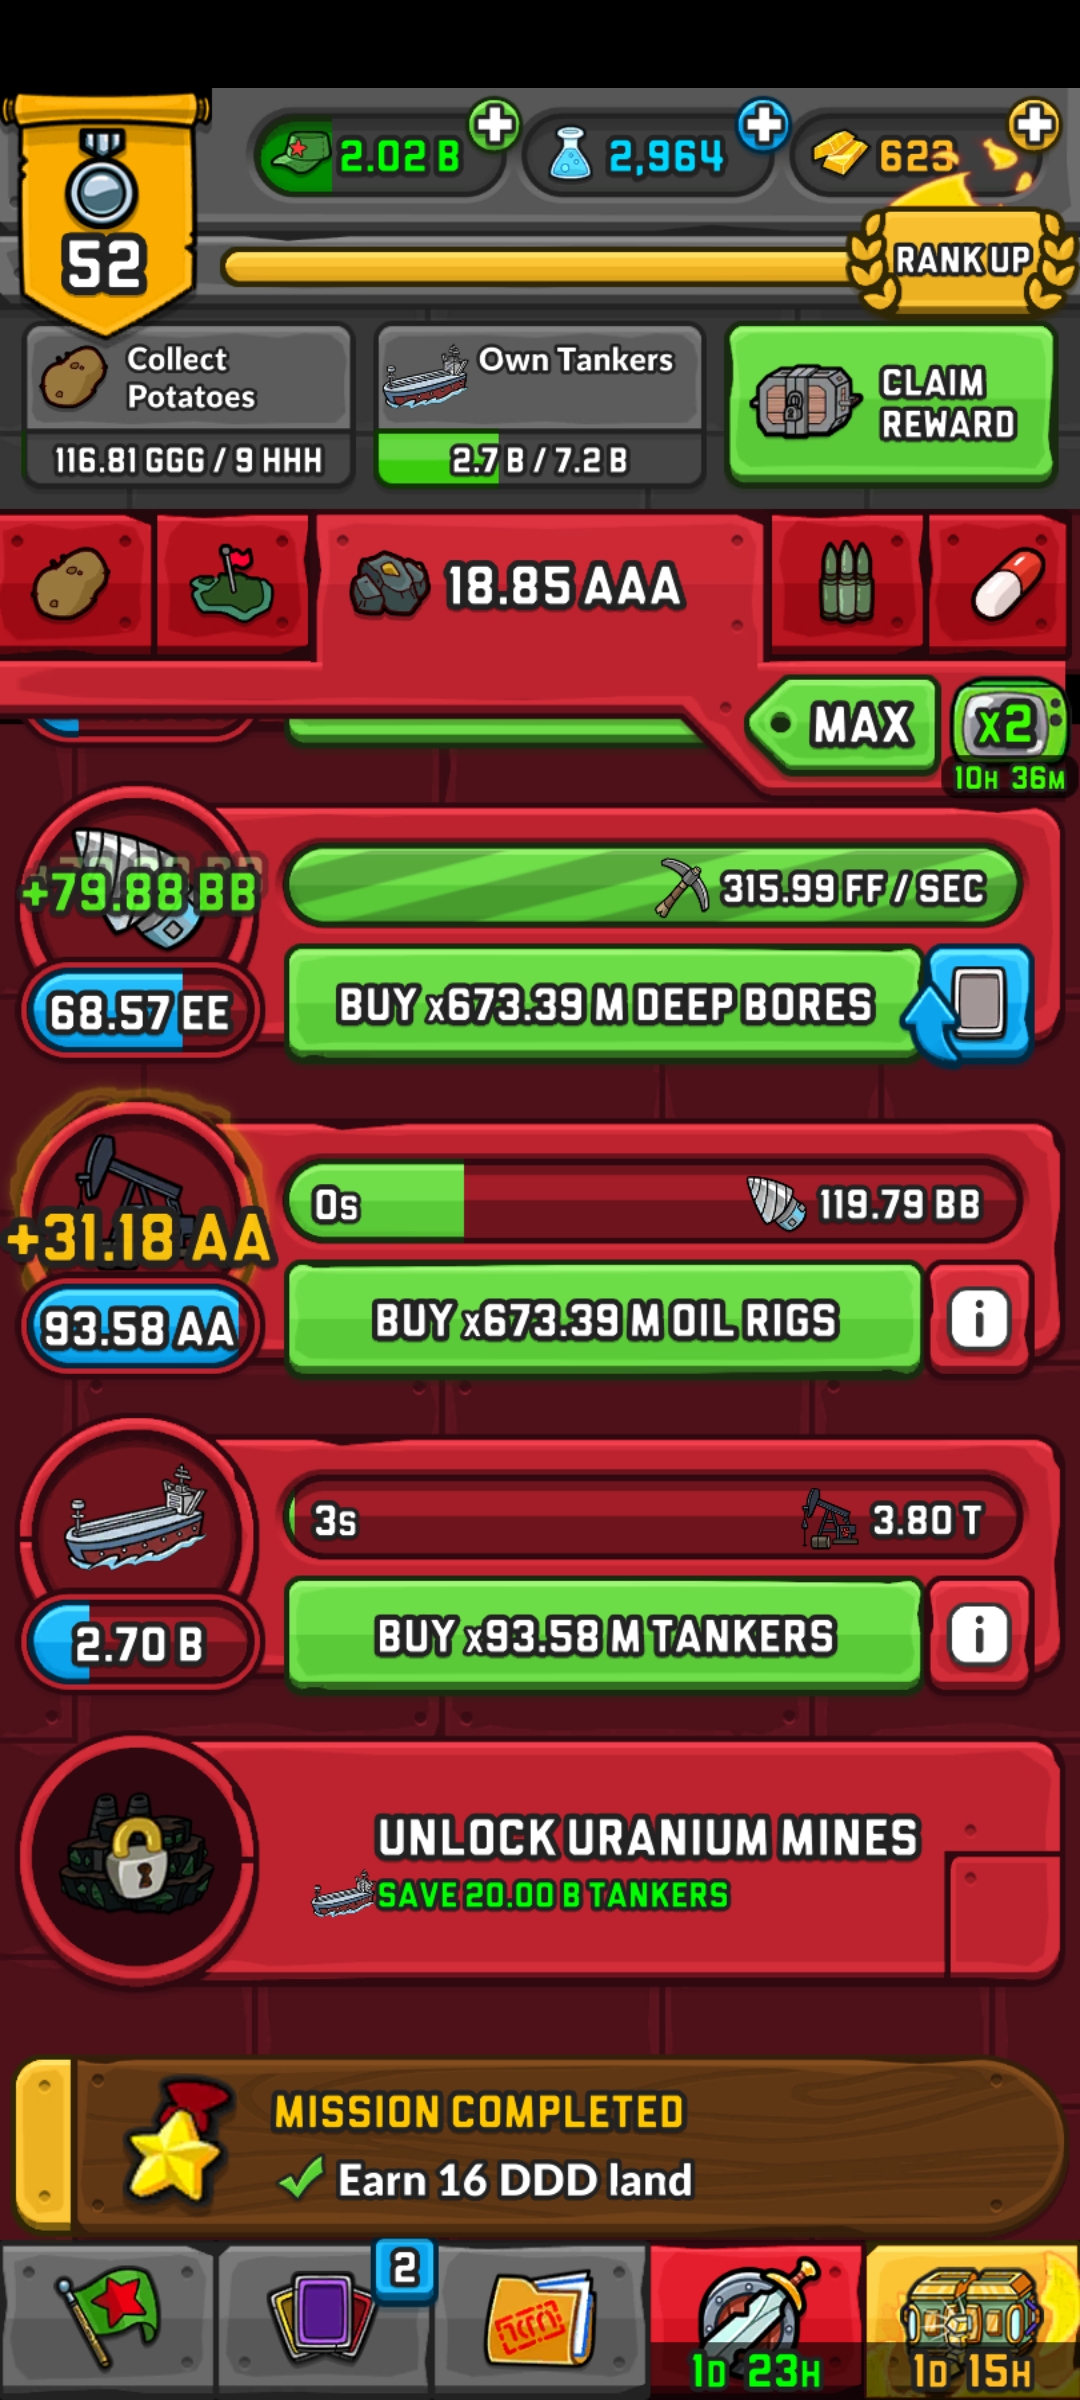 2.02 B
2,964
623
52
RANK UP
Collect
Potatoes
116.81 GGG / 9 HHH
Own Tankers
2.7 B / 7.2 B
CLAIM
REWARD
18.85 AAA
MAX
x2
10H 36M
+79.88 BB
315.99 FF / SEC
68.57 EE
BUY x673.39 M DEEP BORES
+31.18 AA
0s
119.79 BB
93.58 AA
BUY x673.39 M OIL RIGS
i
3s
3.80 T
2.70 B
BUY x93.58 M TANKERS
i
UNLOCK URANIUM MINES
SAVE 20.00 B TANKERS
MISSION COMPLETED
Earn 16 DDD land
2
1D 23H
1D 15H